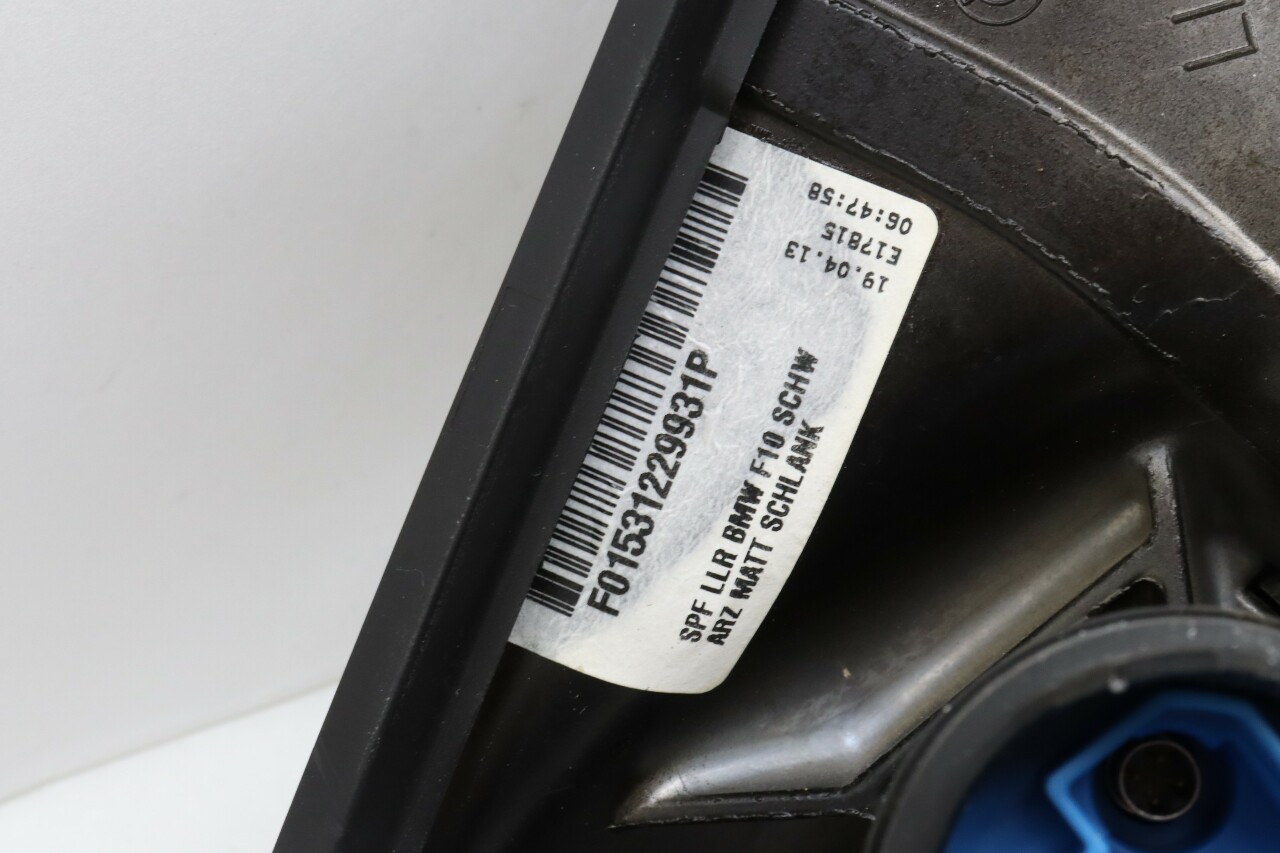 F01531229931P
SPF LLR BMW F10 SCHW
ARZ MATT SCHLANK
19.04.13
E17815
06:47:58